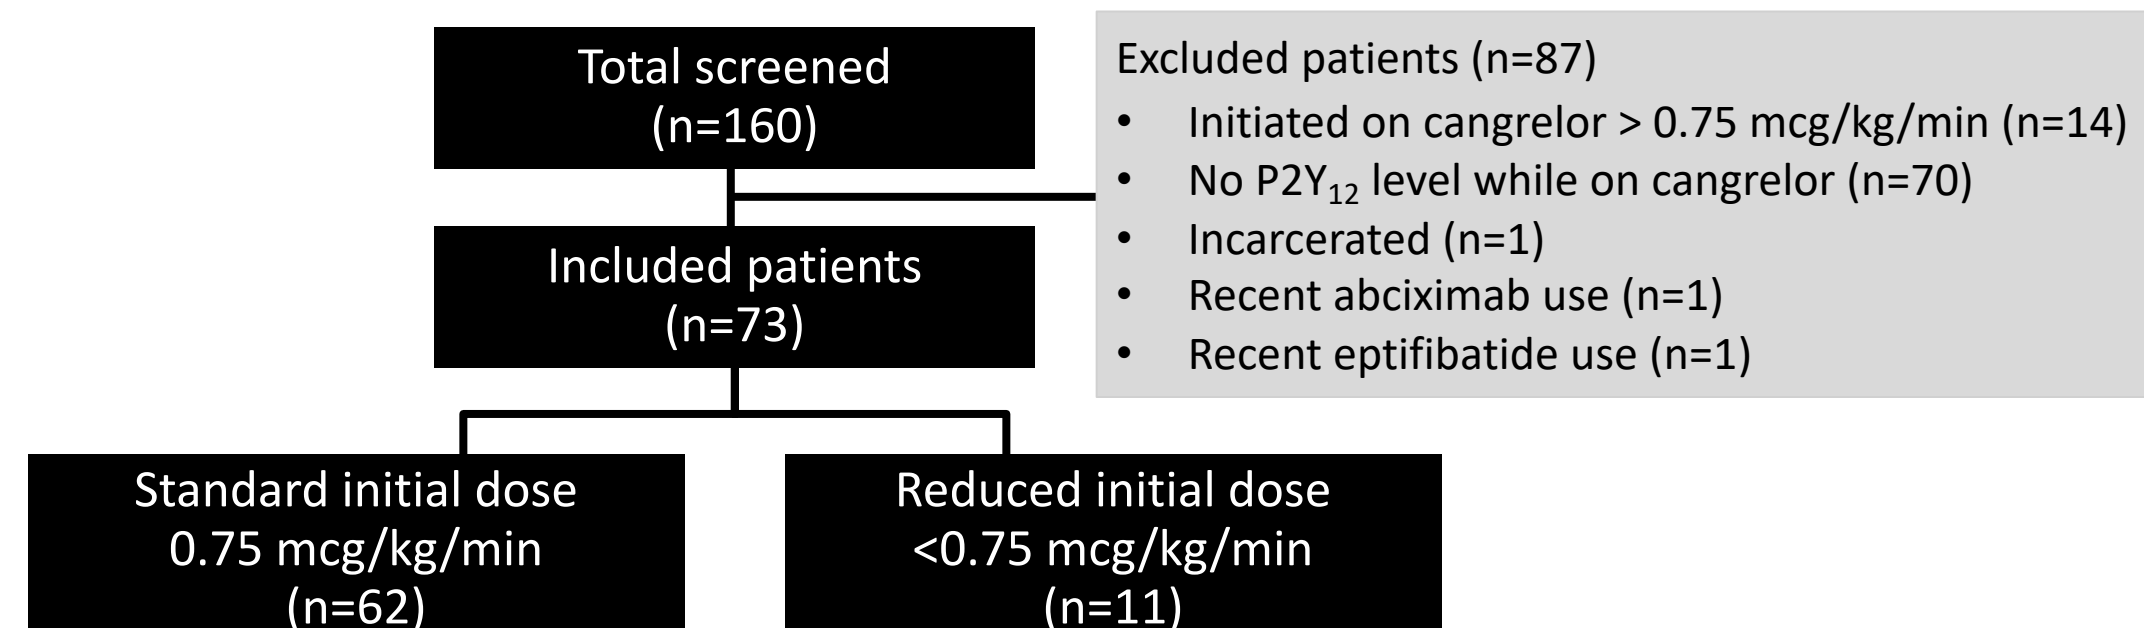 Total screened
(n=160)
Excluded patients (n=87)
• Initiated on cangrelor > 0.75 mcg/kg/min (n=14)
• No P2Y₁₂ level while on cangrelor (n=70)
• Incarcerated (n=1)
• Recent abciximab use (n=1)
• Recent eptifibatide use (n=1)
Included patients
(n=73)
Standard initial dose
0.75 mcg/kg/min
(n=62)
Reduced initial dose
<0.75 mcg/kg/min
(n=11)